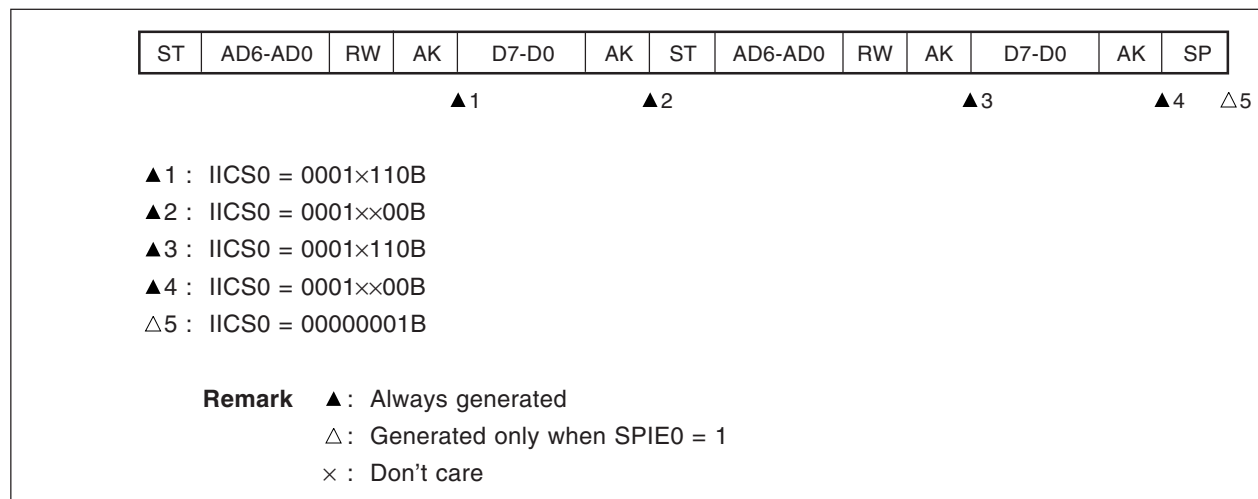 ST AD6-AD0 RW AK D7-D0 AK ST AD6-AD0 RW AK D7-D0 AK SP
▲1 ▲2 ▲3 ▲4 △5
▲1 : IICS0 = 0001×110B
▲2 : IICS0 = 0001××00B
▲3 : IICS0 = 0001×110B
▲4 : IICS0 = 0001××00B
△5 : IICS0 = 00000001B
Remark ▲: Always generated
△: Generated only when SPIE0 = 1
× : Don't care